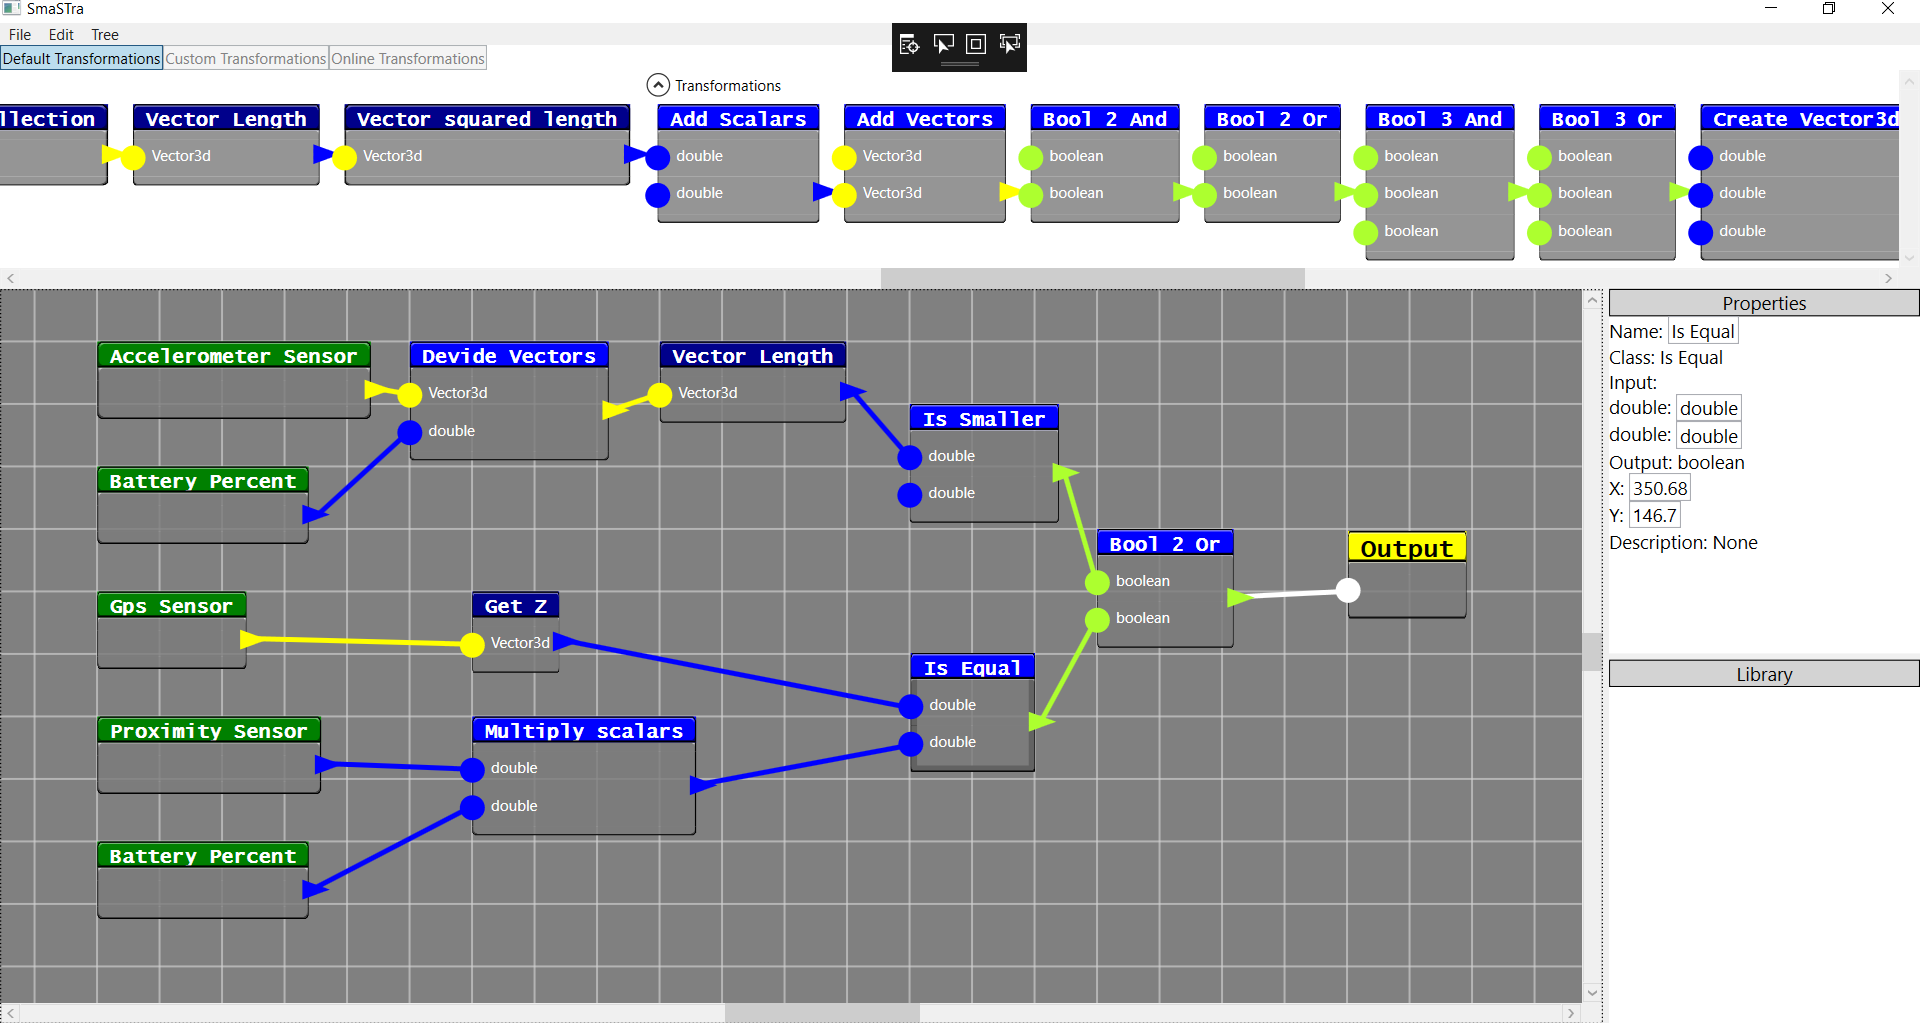 SmaSTra
File Edit Tree
Default Transformations Custom Transformations Online Transformations
Transformations
llection
Vector Length
Vector3d
Vector squared length
Vector3d
Add Scalars
double
double
Add Vectors
Vector3d
Vector3d
Bool 2 And
boolean
boolean
Bool 2 Or
boolean
boolean
Bool 3 And
boolean
boolean
boolean
Bool 3 Or
boolean
boolean
boolean
Create Vector3d
double
double
double
Accelerometer Sensor
Devide Vectors
Vector3d
double
Vector Length
Vector3d
Is Smaller
double
double
Battery Percent
Bool 2 Or
boolean
boolean
Output
Gps Sensor
Get Z
Vector3d
Is Equal
double
double
Proximity Sensor
Multiply scalars
double
double
Battery Percent
Properties
Name: Is Equal
Class: Is Equal
Input:
double: double
double: double
Output: boolean
X: 350.68
Y: 146.7
Description: None
Library